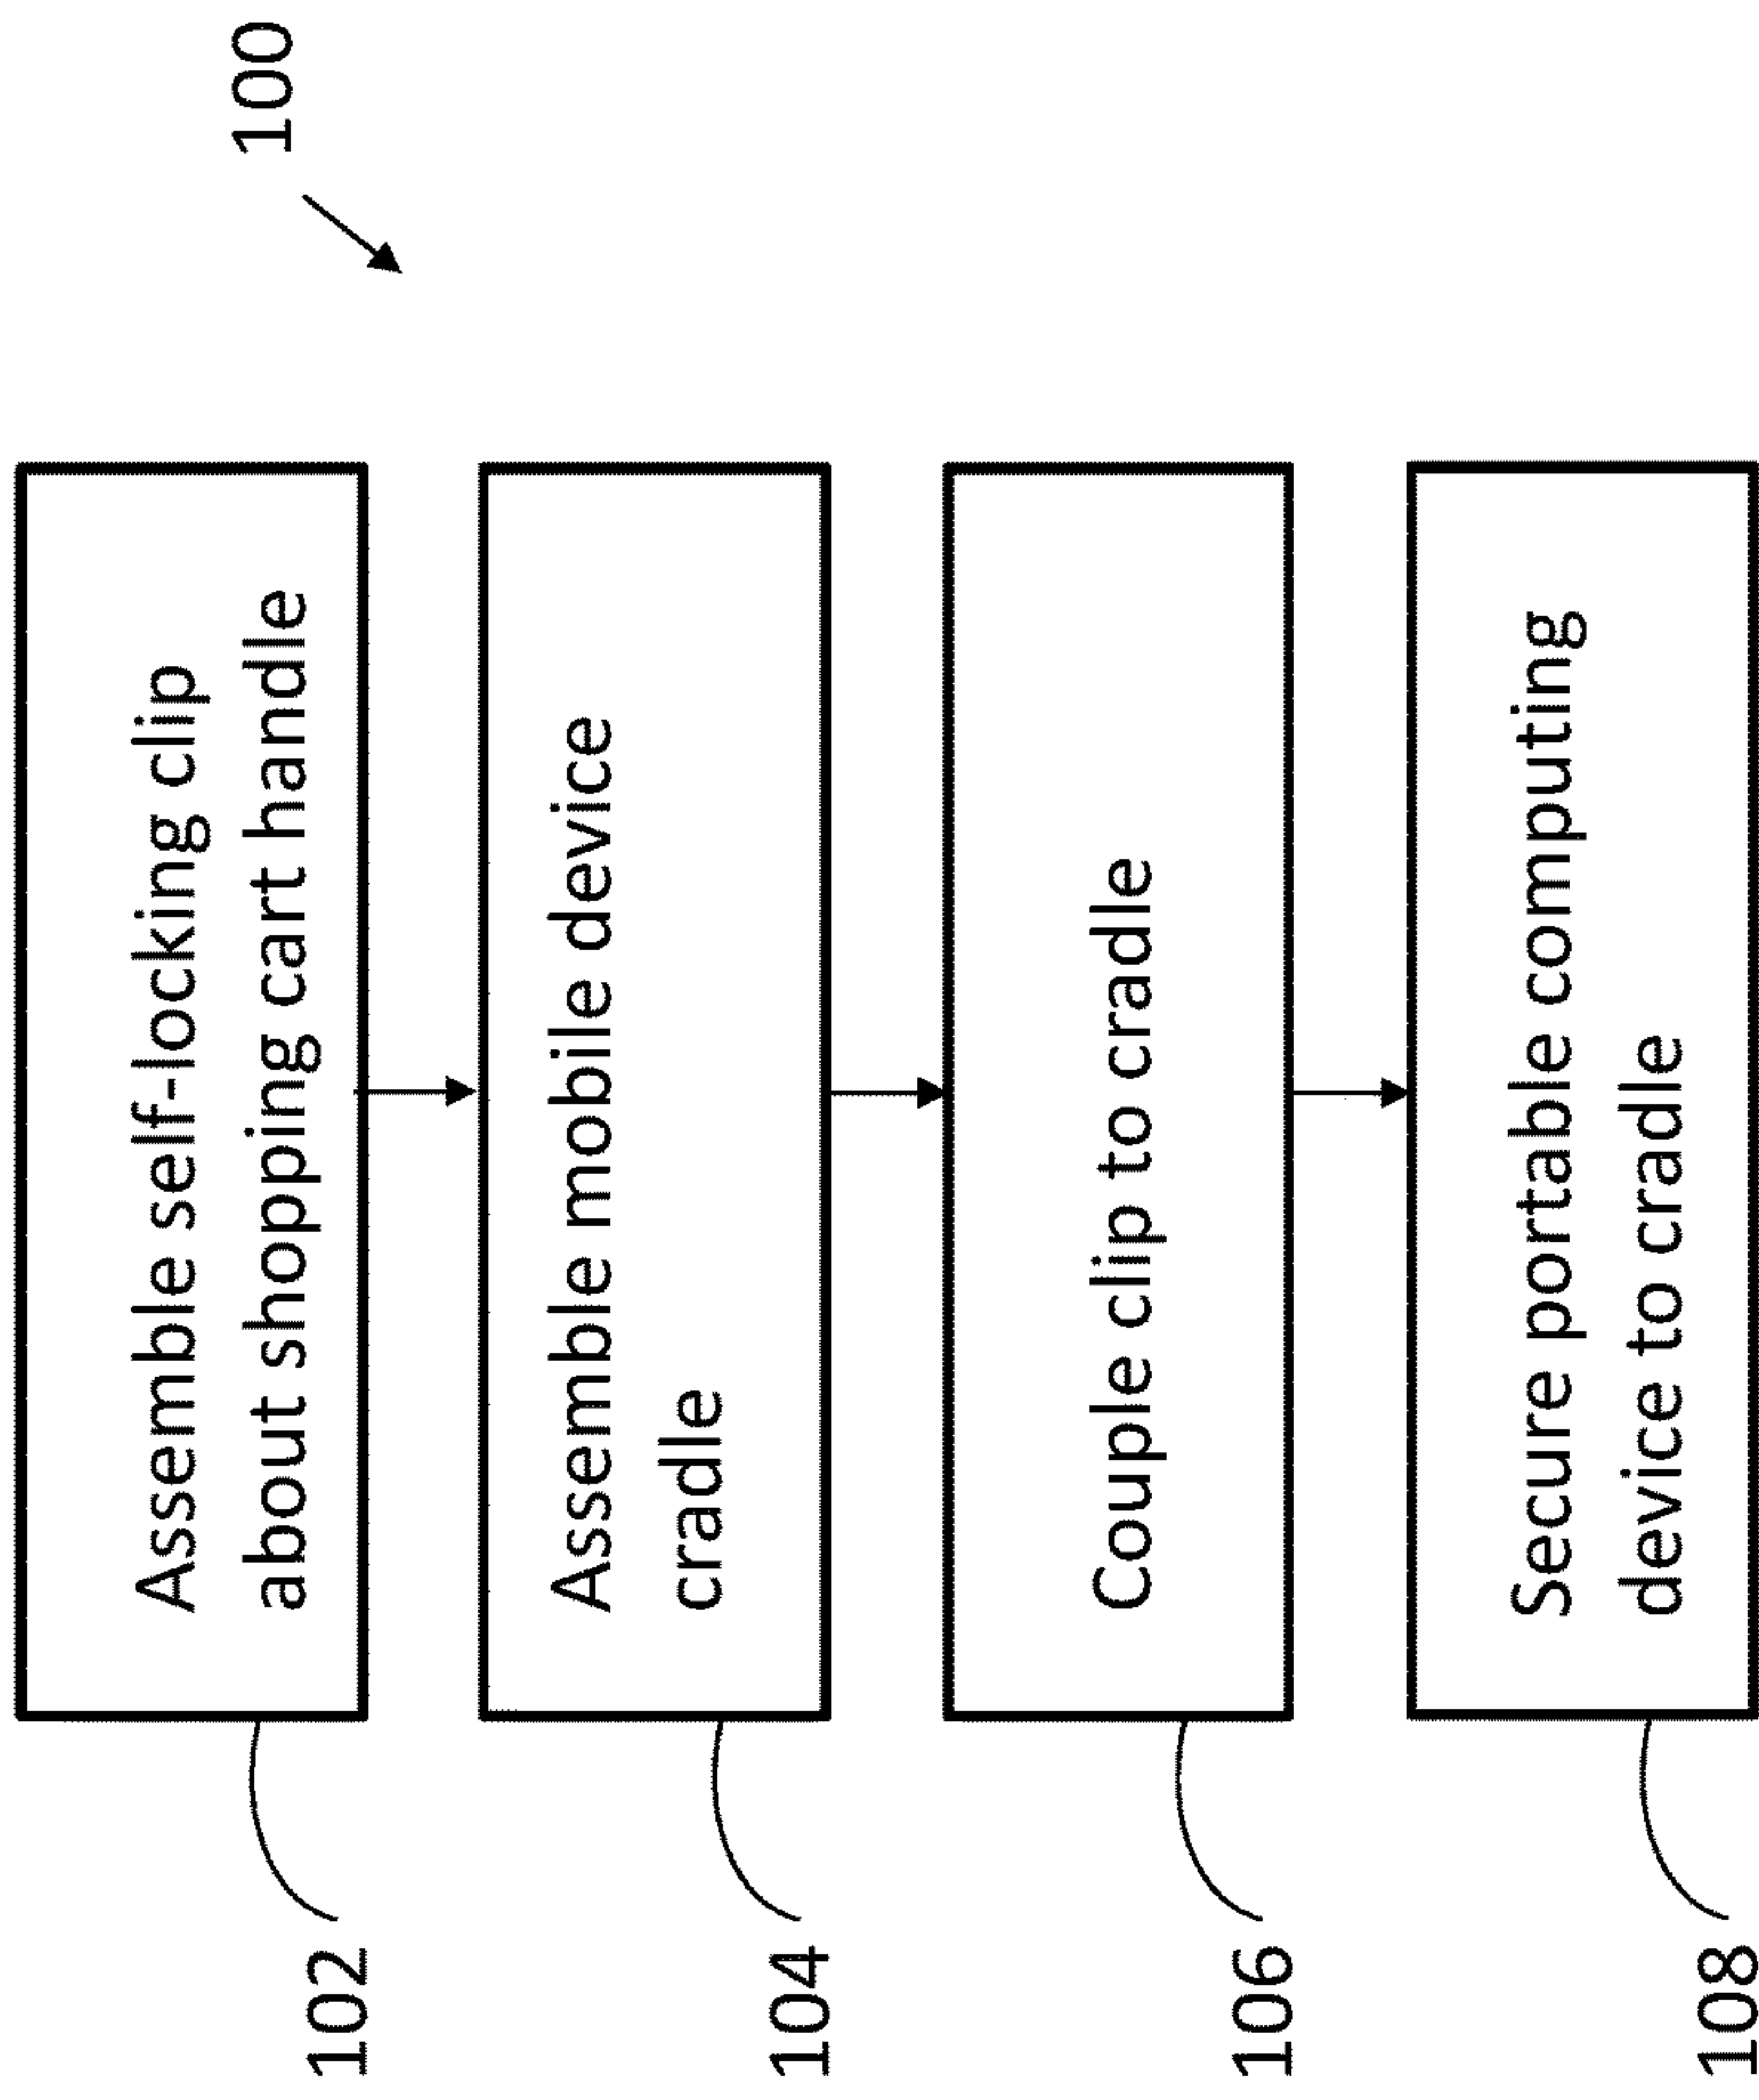 100
102
Assemble self-locking clip
about shopping cart handle
104
Assemble mobile device
cradle
106
Couple clip to cradle
108
Secure portable computing
device to cradle